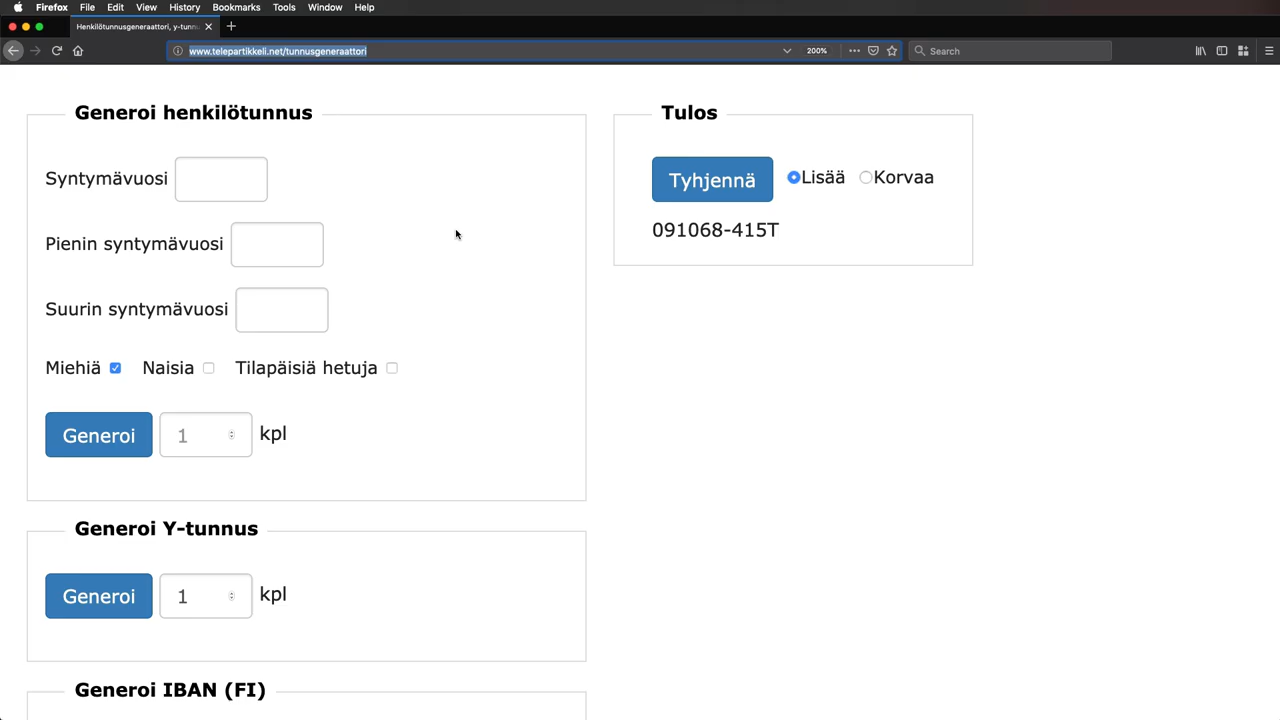 Firefox File Edit View History Bookmarks Tools Window Help
Henkilötunnusgeneraattori, y-tunnu
www.telepartikkeli.net/tunnusgeneraattori
200%
Search
Generoi henkilötunnus
Syntymävuosi
Pienin syntymävuosi
Suurin syntymävuosi
Miehiä Naisia Tilapäisiä hetuja
Generoi 1 kpl
Generoi Y-tunnus
Generoi 1 kpl
Generoi IBAN (FI)
Tulos
Tyhjennä Lisää Korvaa
091068-415T